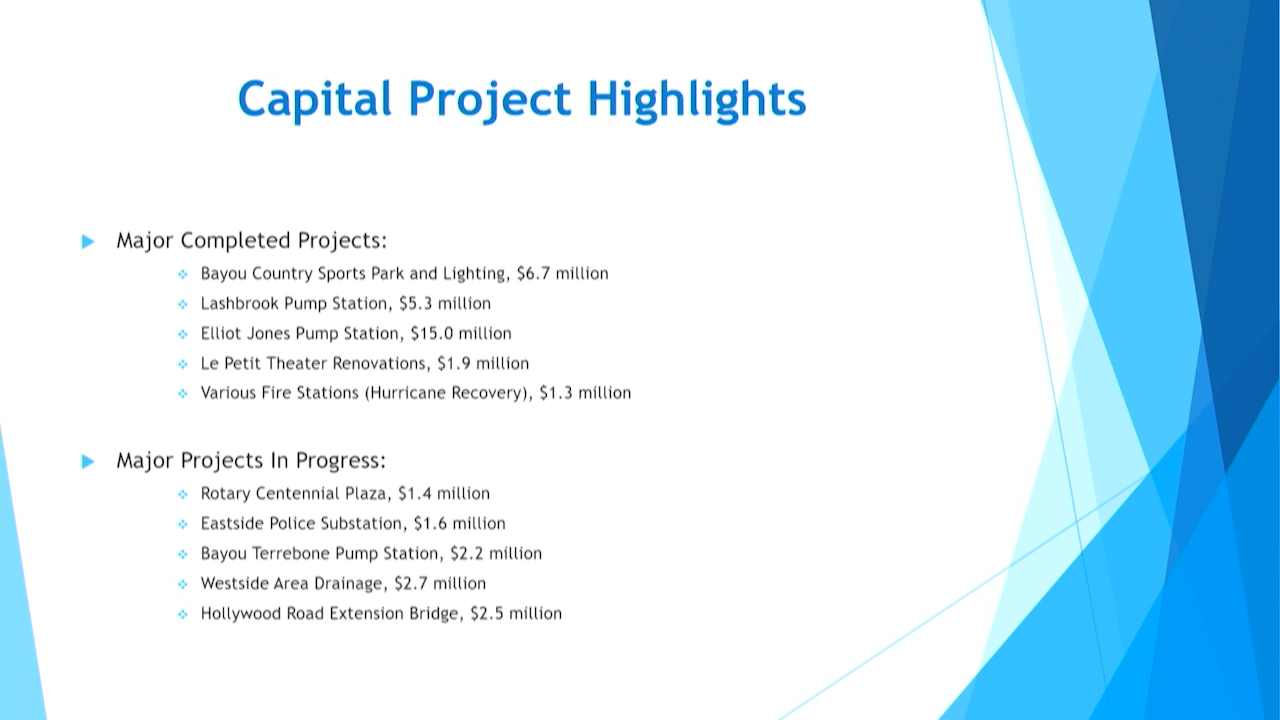 Capital Project Highlights
Major Completed Projects:
Bayou Country Sports Park and Lighting, $6.7 million
Lashbrook Pump Station, $5.3 million
Elliot Jones Pump Station, $15.0 million
Le Petit Theater Renovations, $1.9 million
Various Fire Stations (Hurricane Recovery), $1.3 million
Major Projects In Progress:
Rotary Centennial Plaza, $1.4 million
Eastside Police Substation, $1.6 million
Bayou Terrebone Pump Station, $2.2 million
Westside Area Drainage, $2.7 million
Hollywood Road Extension Bridge, $2.5 million